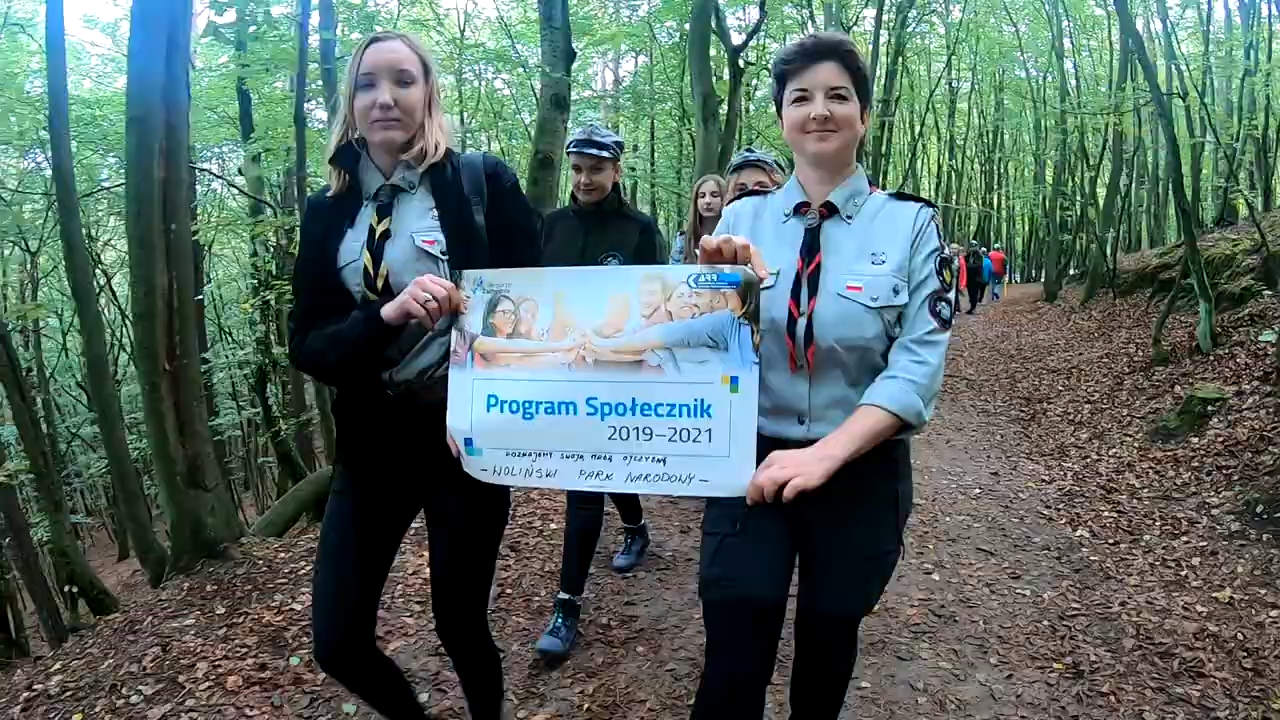 Program Społecznik
2019–2021
POZNAJEMY SWOJĄ MAŁĄ OJCZYZNĘ
- WOLIŃSKI PARK NARODOWY -